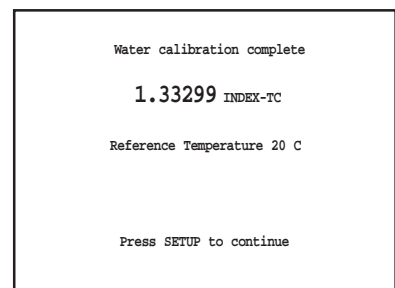 Water calibration complete
1.33299 INDEX-TC
Reference Temperature 20 C
Press SETUP to continue